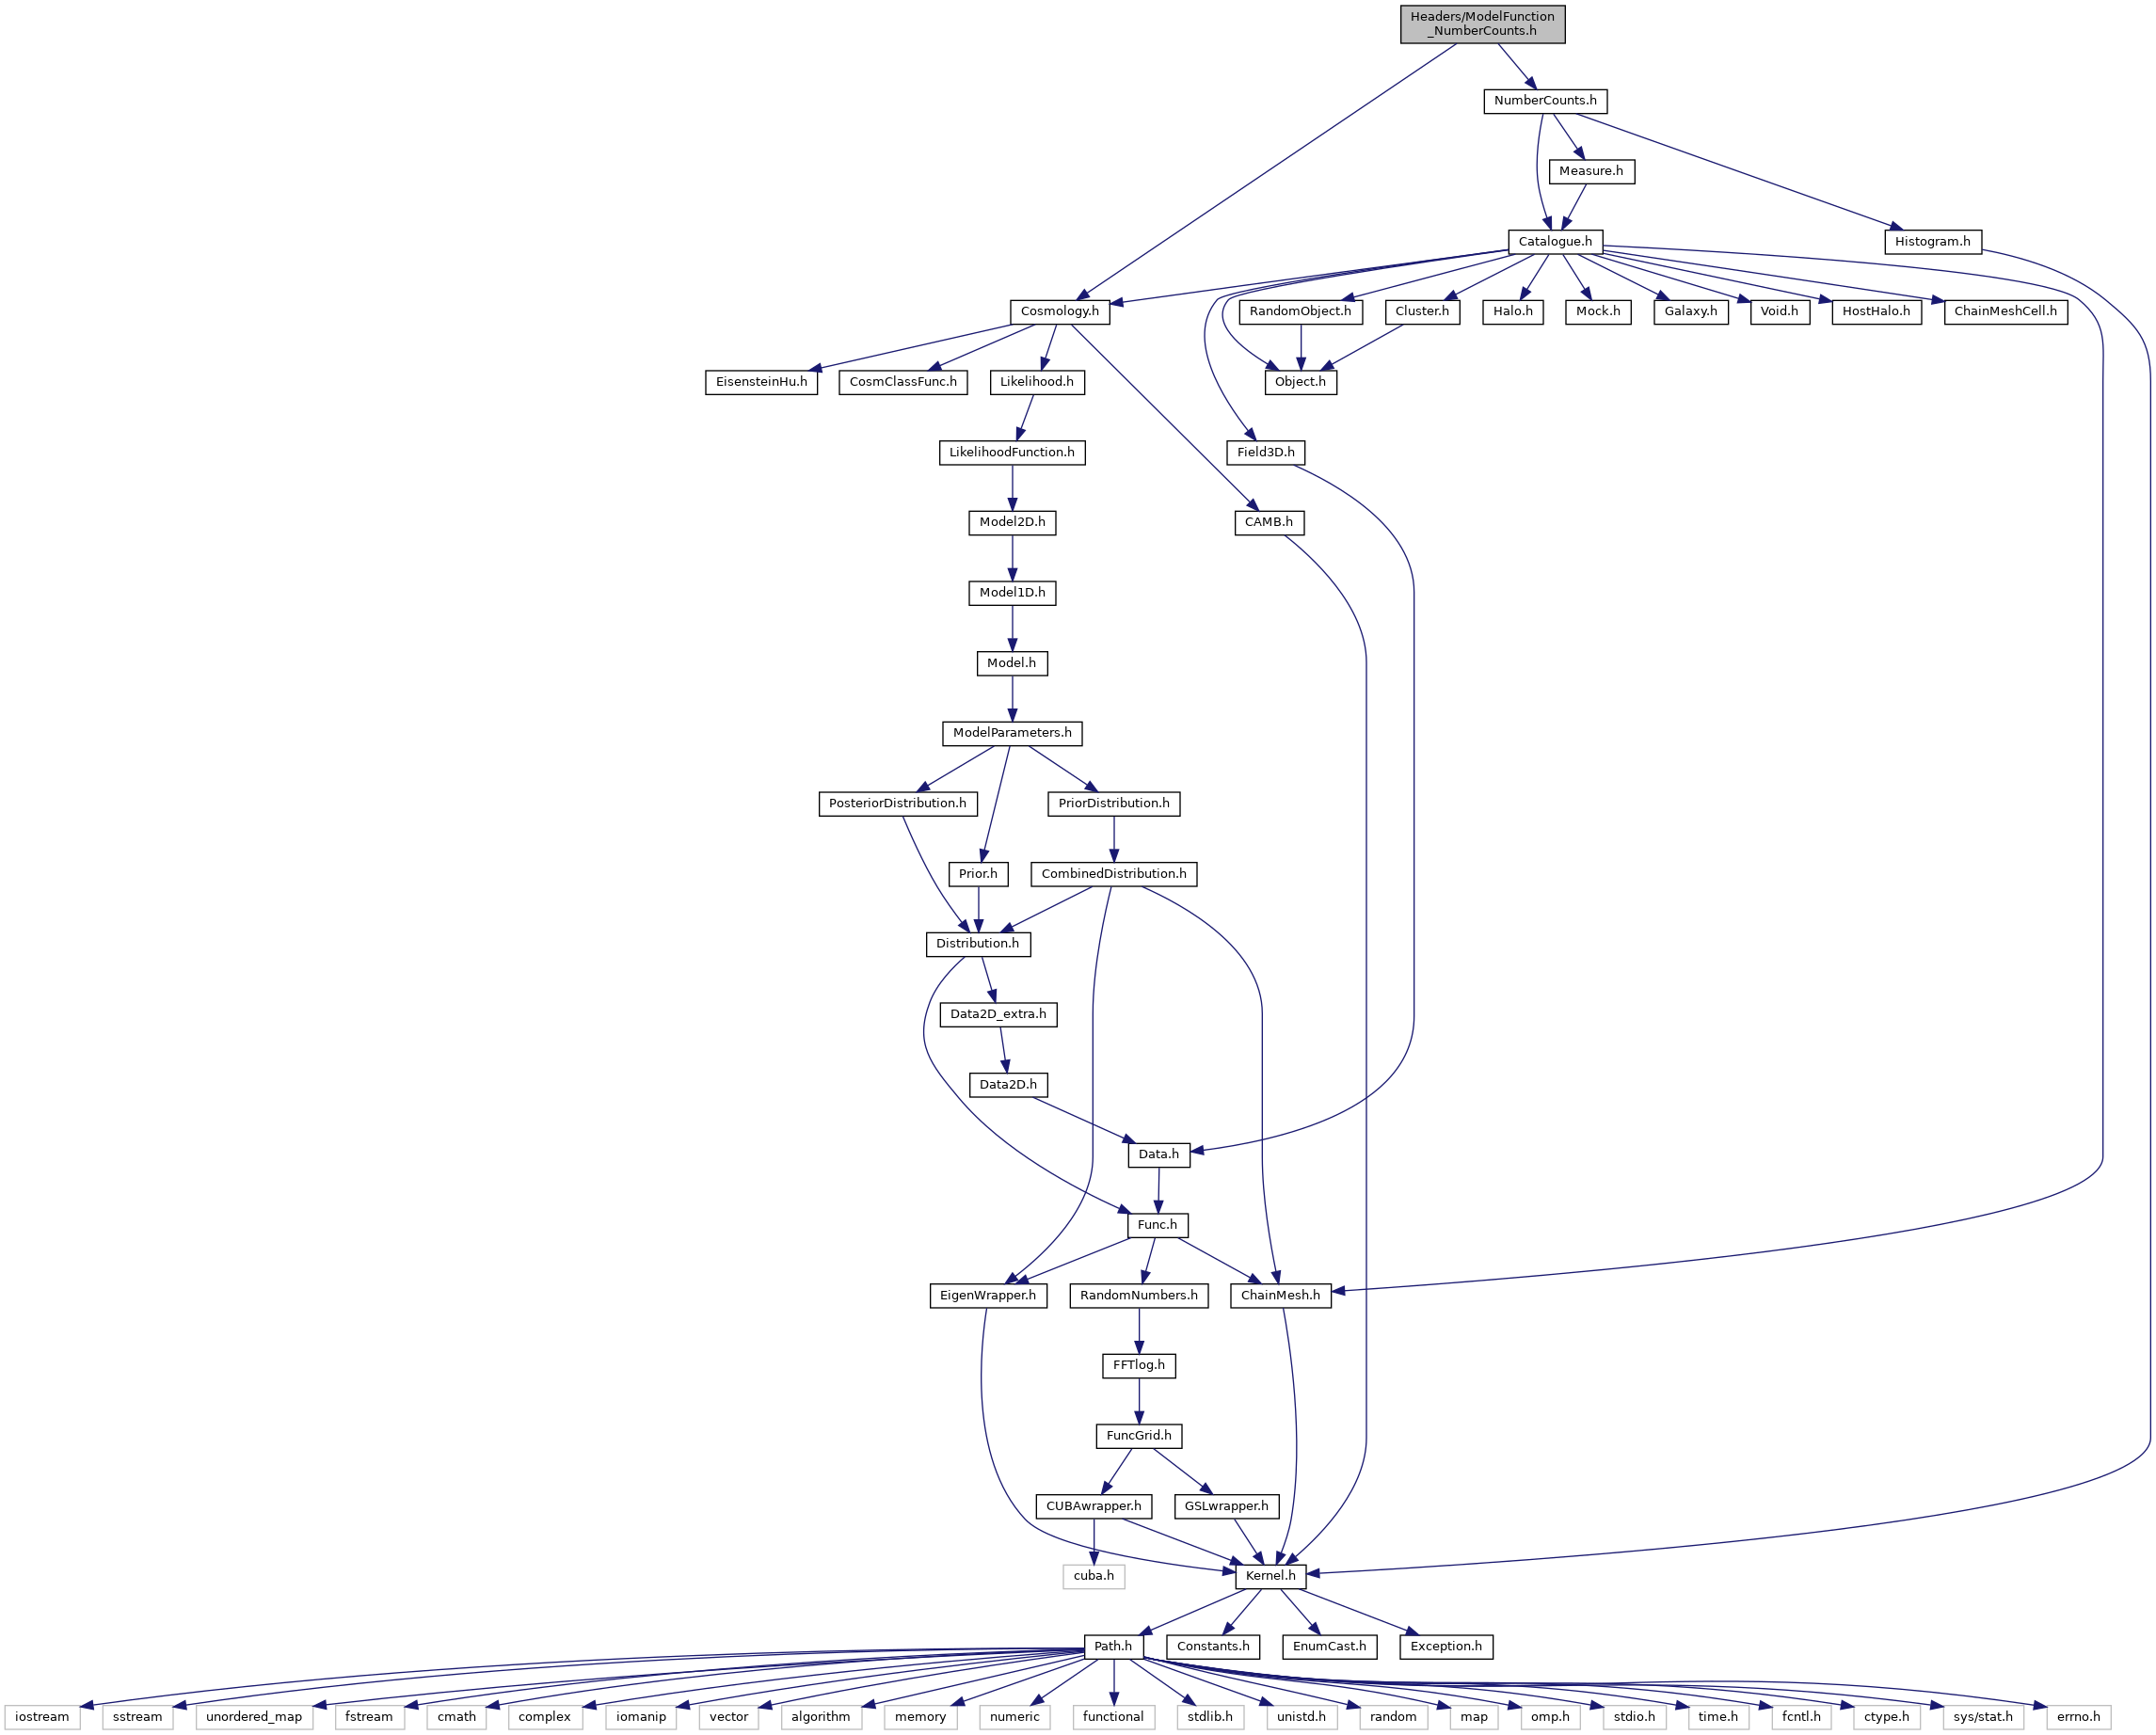 Headers/ModelFunction
_NumberCounts.h
NumberCounts.h
Measure.h
Catalogue.h
Histogram.h
Cosmology.h
RandomObject.h
Cluster.h
Halo.h
Mock.h
Galaxy.h
Void.h
HostHalo.h
ChainMeshCell.h
EisensteinHu.h
CosmClassFunc.h
Likelihood.h
Object.h
LikelihoodFunction.h
Field3D.h
Model2D.h
CAMB.h
Model1D.h
Model.h
ModelParameters.h
PosteriorDistribution.h
PriorDistribution.h
Prior.h
CombinedDistribution.h
Distribution.h
Data2D_extra.h
Data2D.h
Data.h
Func.h
EigenWrapper.h
RandomNumbers.h
ChainMesh.h
FFTlog.h
FuncGrid.h
CUBAwrapper.h
GSLwrapper.h
cuba.h
Kernel.h
Path.h
Constants.h
EnumCast.h
Exception.h
iostream
sstream
unordered_map
fstream
cmath
complex
iomanip
vector
algorithm
memory
numeric
functional
stdlib.h
unistd.h
random
map
omp.h
stdio.h
time.h
fcntl.h
ctype.h
sys/stat.h
errno.h